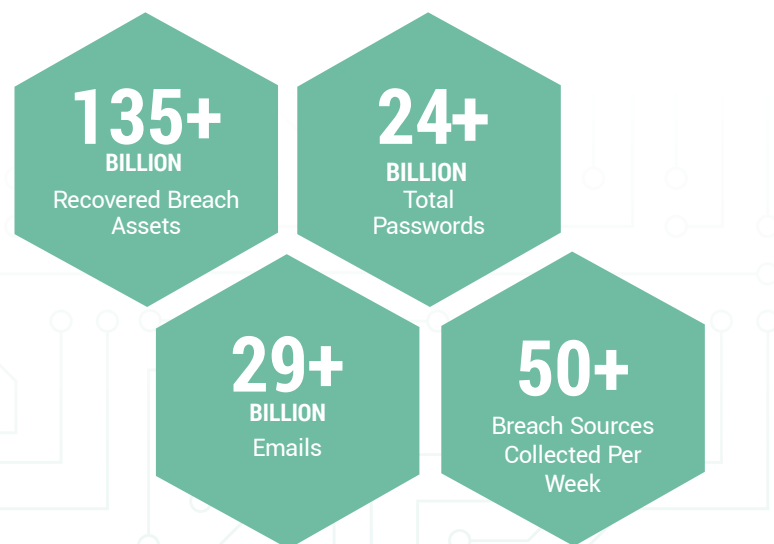 135+
BILLION
Recovered Breach
Assets
24+
BILLION
Total
Passwords
29+
BILLION
Emails
50+
Breach Sources
Collected Per
Week